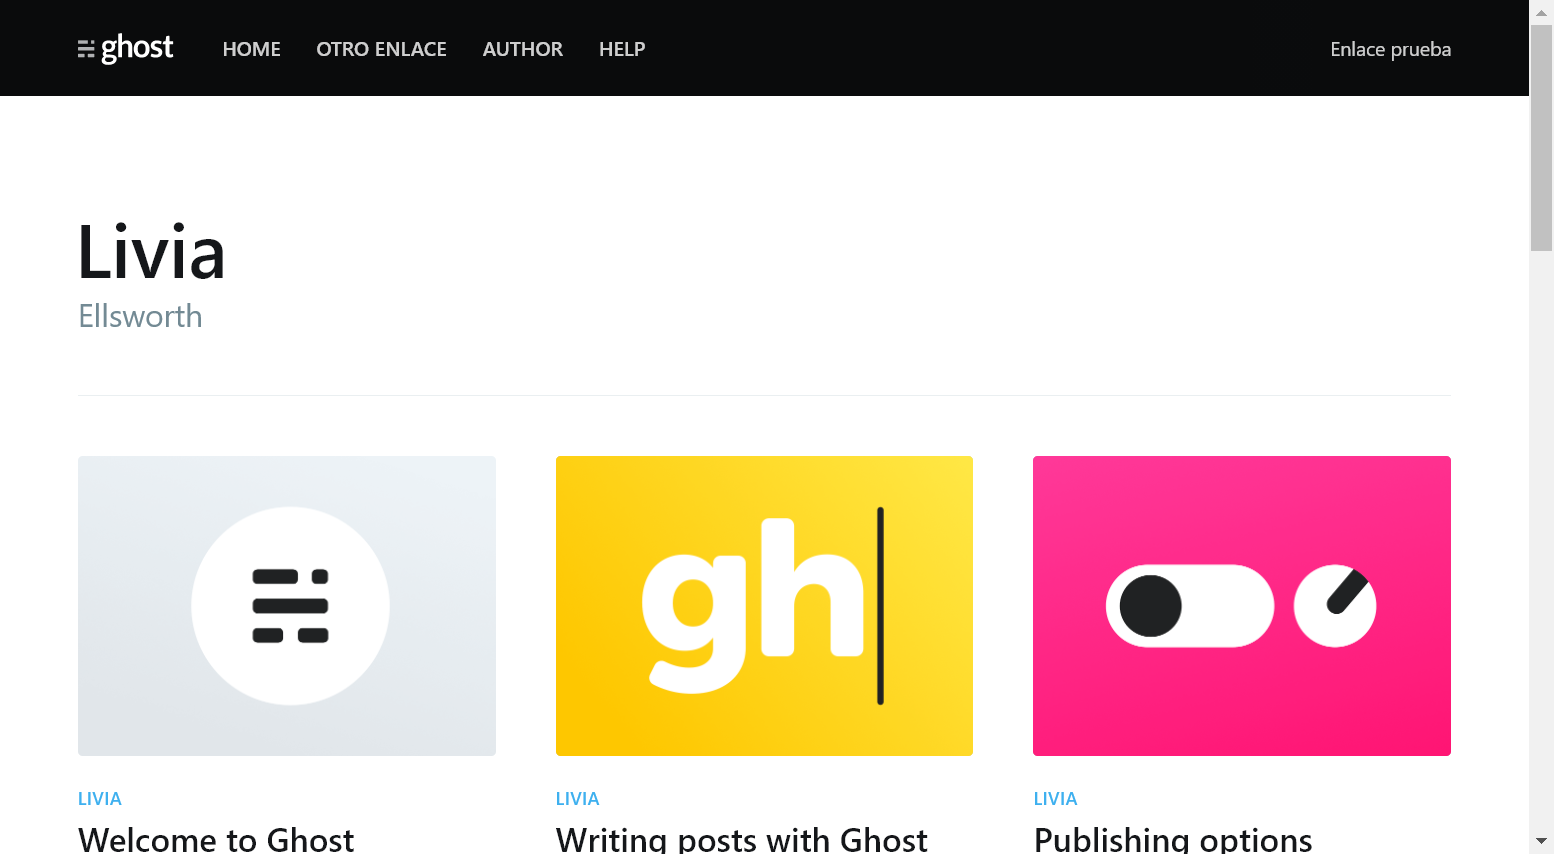 ghost HOME OTRO ENLACE AUTHOR HELP Enlace prueba
Livia
Ellsworth
gh
LIVIA
Welcome to Ghost
LIVIA
Writing posts with Ghost
LIVIA
Publishing options